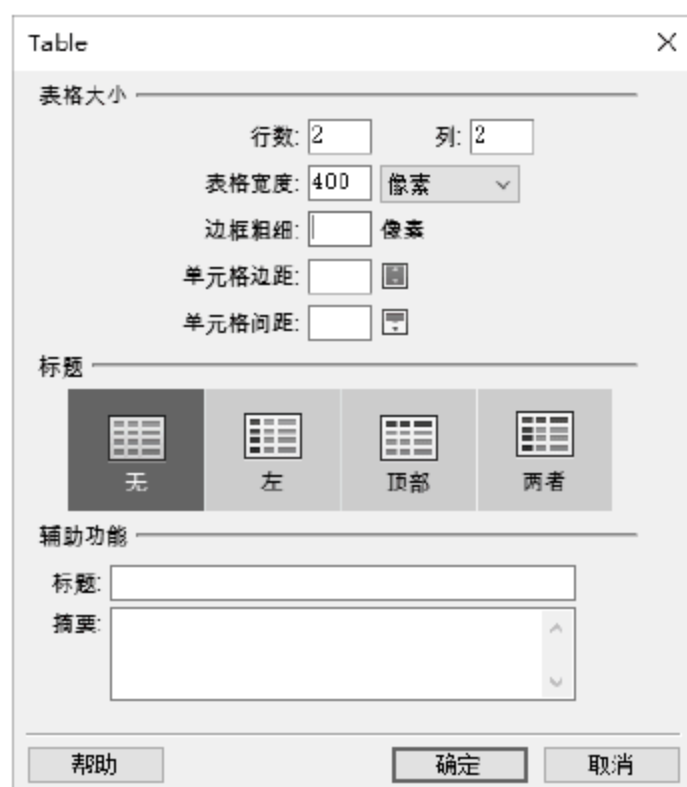 Table
表格大小
行数: 2 列: 2
表格宽度: 400 像素
边框粗细: 像素
单元格边距:
单元格间距:
标题
无 左 顶部 两者
辅助功能
标题:
摘要:
帮助 确定 取消